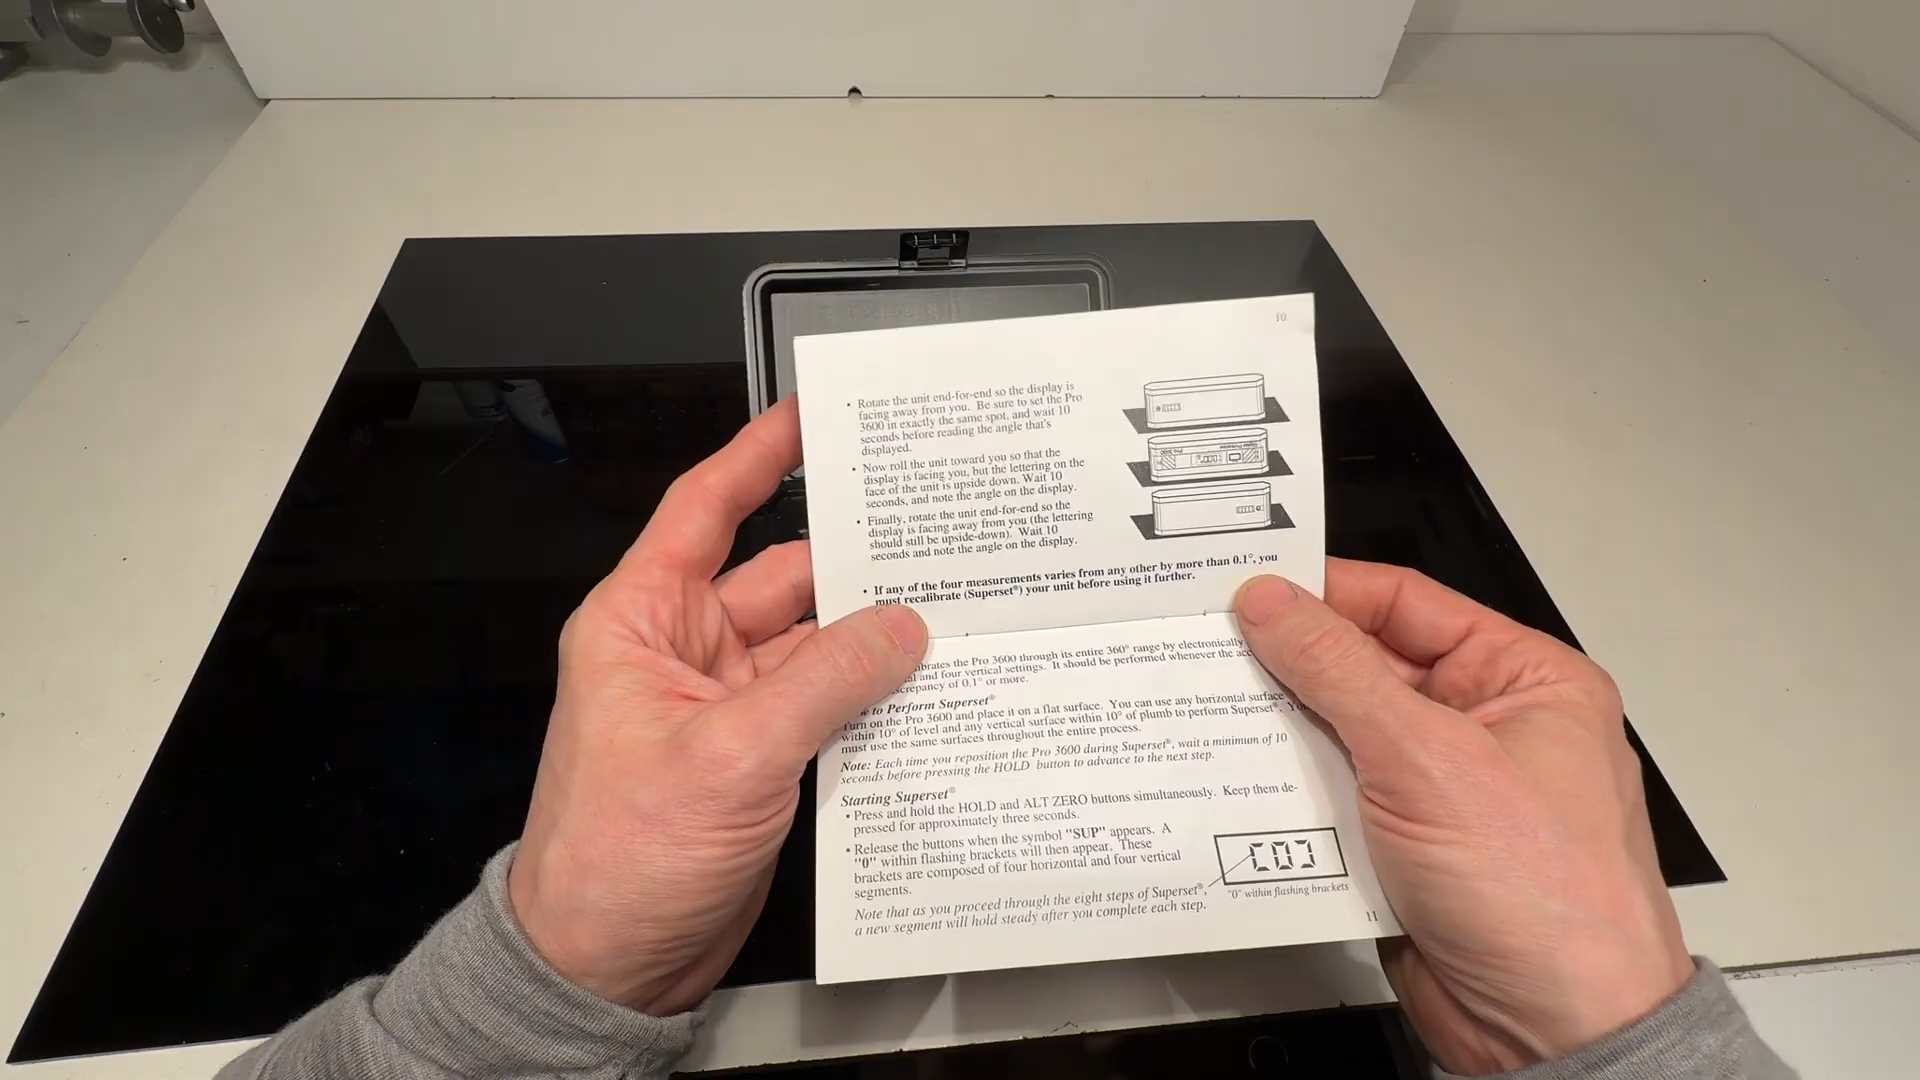 10
• Rotate the unit end-for-end so the display is
facing away from you. Be sure to set the Pro
3600 in exactly the same spot, and wait 10
seconds before reading the angle that's
displayed.
• Now roll the unit toward you so that the
display is facing you, but the lettering on the
face of the unit is upside down. Wait 10
seconds, and note the angle on the display.
• Finally, rotate the unit end-for-end so the
display is facing away from you (the lettering
should still be upside-down). Wait 10
seconds and note the angle on the display.
Pro 3600
• If any of the four measurements varies from any other by more than 0.1°, you
must recalibrate (Superset®) your unit before using it further.
the Pro 3600 through its entire 360° range by electronically
and four vertical settings. It should be performed whenever the
of 0.1° or more.
to Perform Superset®
Turn on the Pro 3600 and place it on a flat surface. You can use any horizontal surface
within 10° of level and any vertical surface within 10° of plumb to perform Superset®.
must use the same surfaces throughout the entire process.
Note: Each time you reposition the Pro 3600 during Superset®, wait a minimum of 10
seconds before pressing the HOLD button to advance to the next step.
Starting Superset®
• Press and hold the HOLD and ALT ZERO buttons simultaneously. Keep them de-
pressed for approximately three seconds.
• Release the buttons when the symbol "SUP" appears. A
"0" within flashing brackets will then appear. These
brackets are composed of four horizontal and four vertical
segments.
[0]
"0" within flashing brackets
Note that as you proceed through the eight steps of Superset®,
a new segment will hold steady after you complete each step.
11